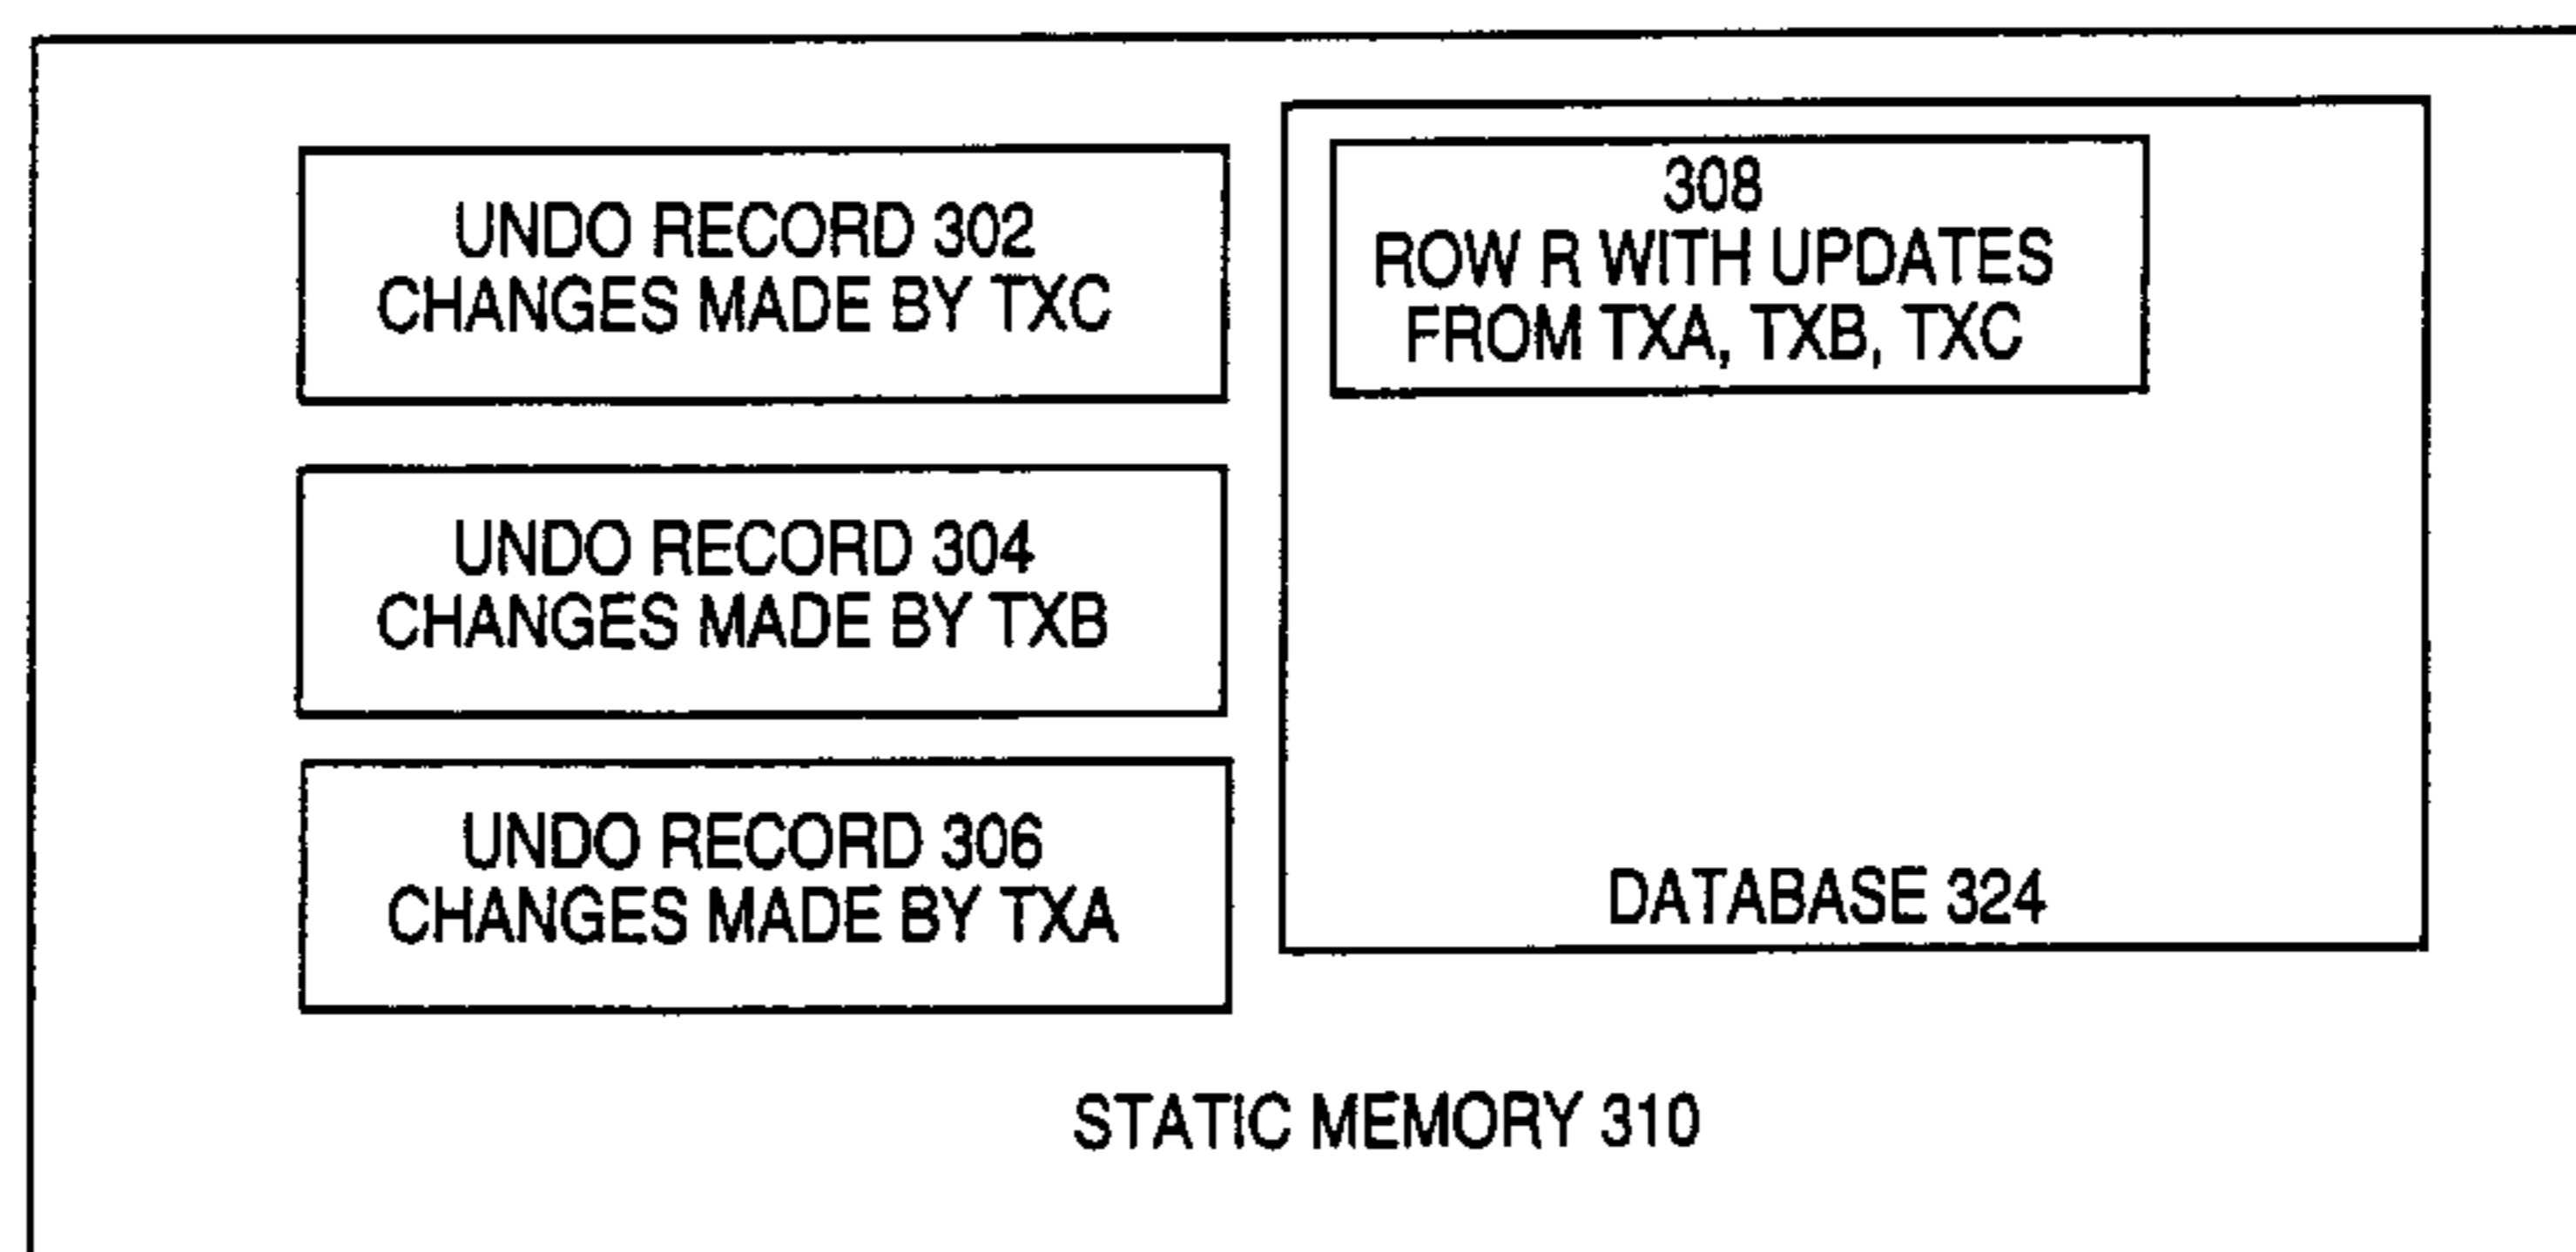 UNDO RECORD 302
CHANGES MADE BY TXC
UNDO RECORD 304
CHANGES MADE BY TXB
UNDO RECORD 306
CHANGES MADE BY TXA
308
ROW R WITH UPDATES
FROM TXA, TXB, TXC
DATABASE 324
STATIC MEMORY 310